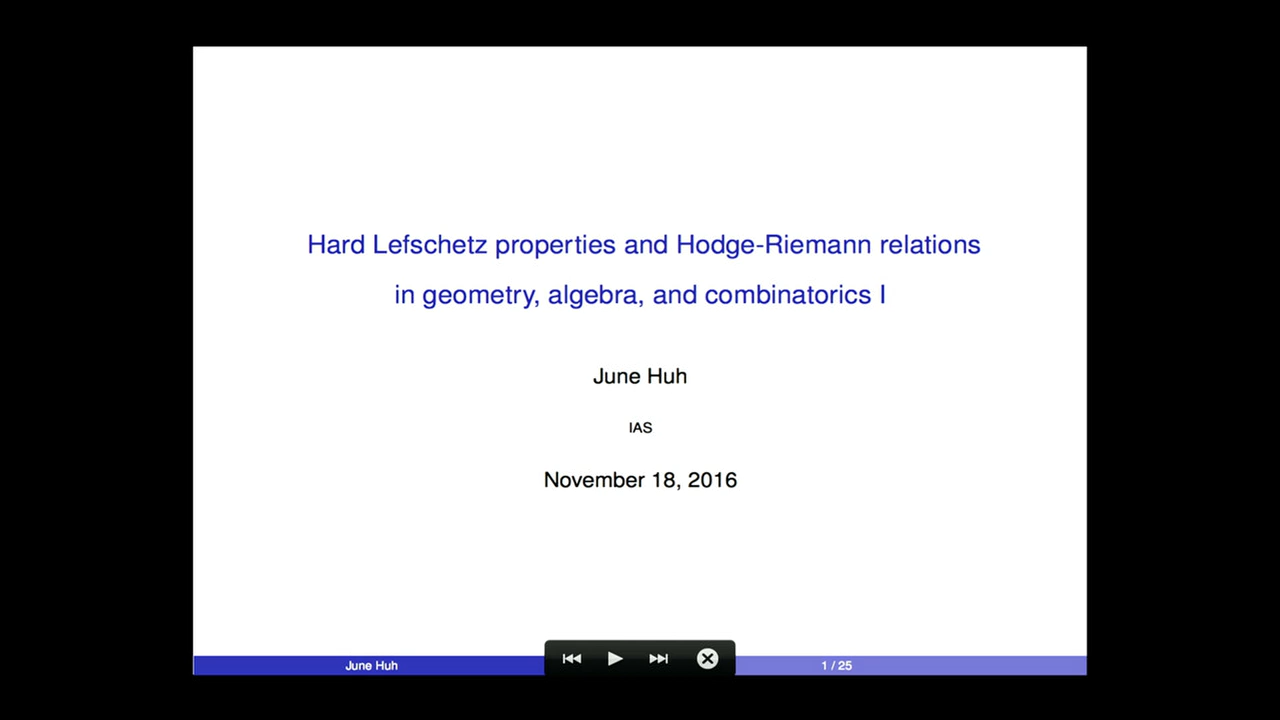 Hard Lefschetz properties and Hodge-Riemann relations
in geometry, algebra, and combinatorics I
June Huh
IAS
November 18, 2016
June Huh
1 / 25